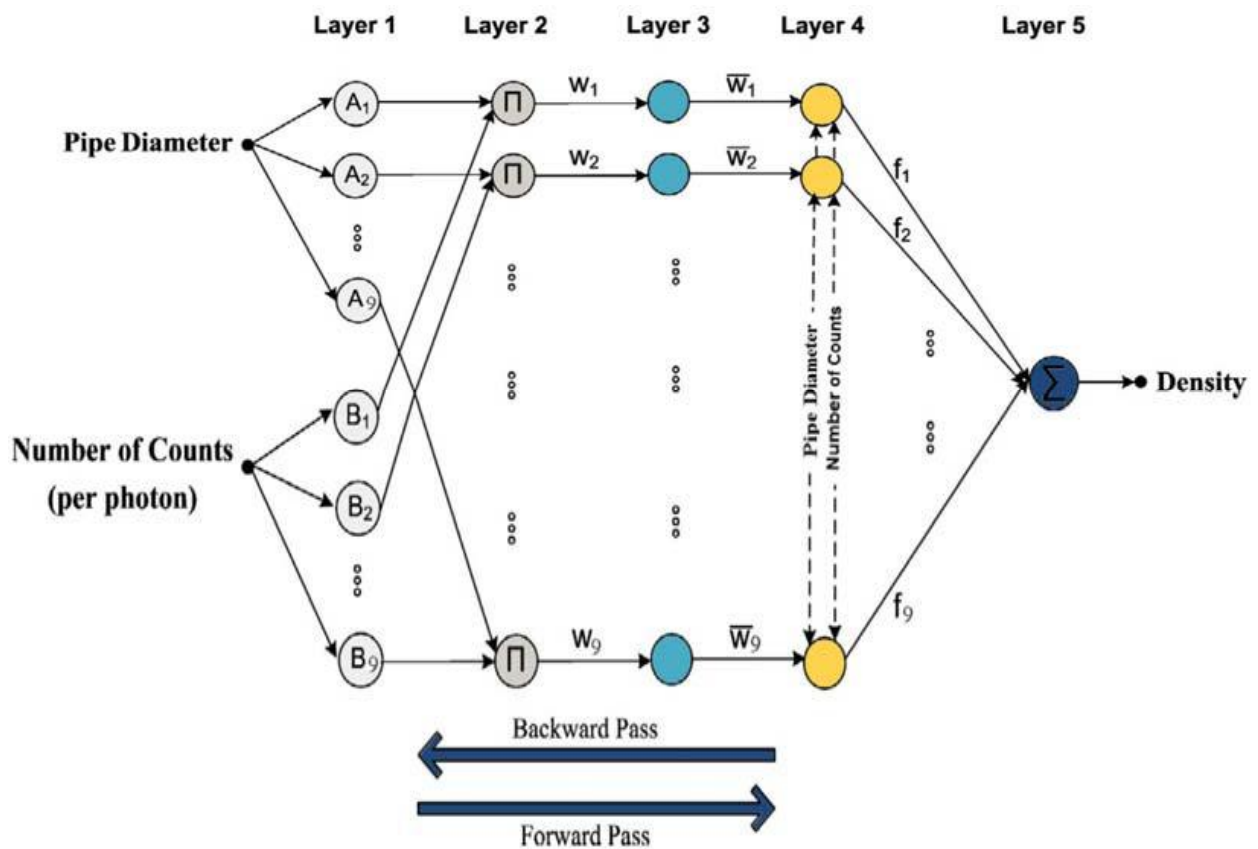 Layer 1 Layer 2 Layer 3 Layer 4 Layer 5
A₁ Π W₁ W̅₁
Pipe Diameter
A₂ Π W₂ W̅₂
f₁
f₂
A₉
Pipe Diameter
Number of Counts
Σ Density
B₁
Number of Counts
(per photon)
B₂
B₉ Π W₉ W̅₉
f₉
Backward Pass
Forward Pass